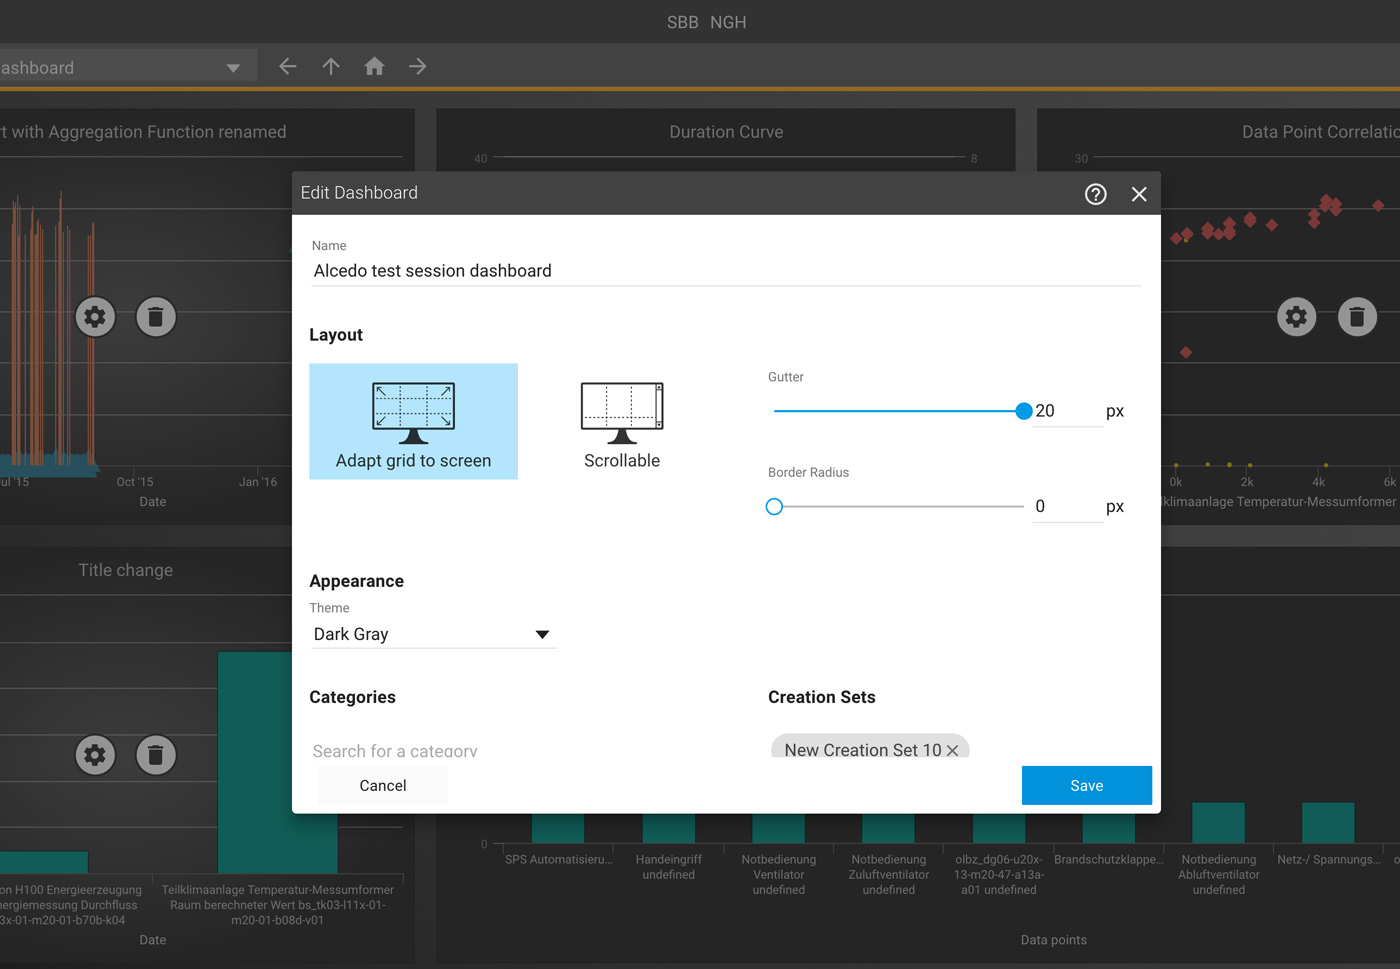 SBB NGH
ashboard
t with Aggregation Function renamed
Duration Curve
Data Point Correlatio
40
8
30
Edit Dashboard
Name
Alcedo test session dashboard
Layout
Adapt grid to screen
Scrollable
Gutter
20 px
Border Radius
0 px
Jul '15
Oct '15
Jan '16
Date
0k
2k
4k
6k
lklimaanlage Temperatur-Messumformer
Title change
Appearance
Theme
Dark Gray
Categories
Search for a category
Creation Sets
New Creation Set 10
Cancel
Save
0
SPS Automatisieru...
Handeingriff
undefined
Notbedienung
Ventilator
undefined
Notbedienung
Zuluftventilator
undefined
olbz_dg06-u20x-
13-m20-47-a13a-
a01 undefined
Brandschutzklappe...
Notbedienung
Abluftventilator
undefined
Netz-/ Spannungs...
on H100 Energieerzeugung
nergiemessung Durchfluss
3x-01-m20-01-b70b-k04
Teilklimaanlage Temperatur-Messumformer
Raum berechneter Wert bs_tk03-l11x-01-
m20-01-b08d-v01
Date
Data points